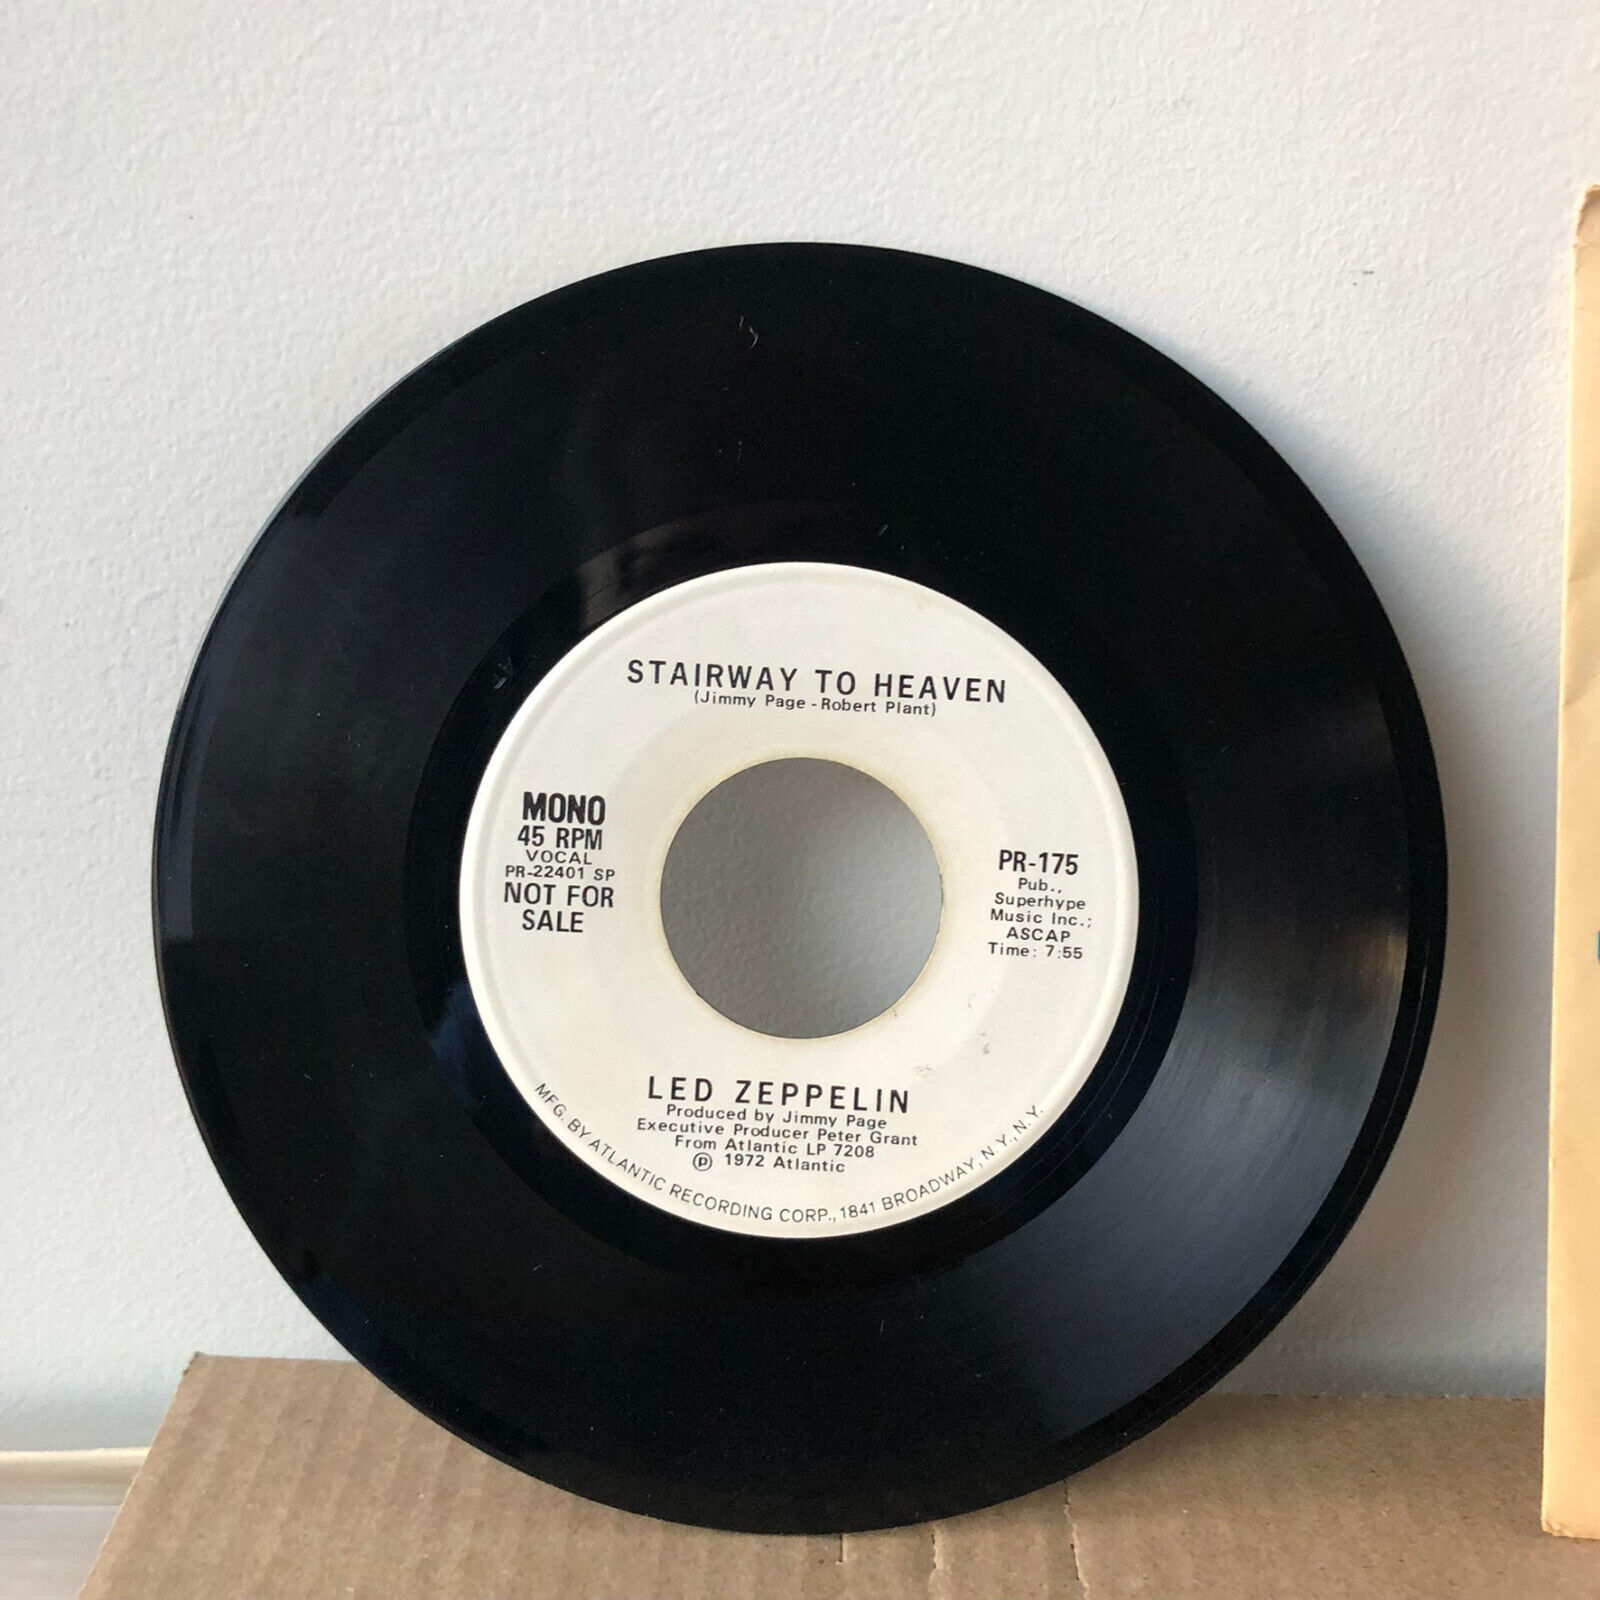 STAIRWAY TO HEAVEN
(Jimmy Page - Robert Plant)
MONO
45 RPM
VOCAL
PR-22401 SP
NOT FOR
SALE
PR-175
Pub.,
Superhype
Music Inc.;
ASCAP
Time: 7:55
LED ZEPPELIN
Produced by Jimmy Page
Executive Producer Peter Grant
From Atlantic LP 7208
Ⓟ 1972 Atlantic
MFG. BY ATLANTIC RECORDING CORP., 1841 BROADWAY, N.Y., N.Y.